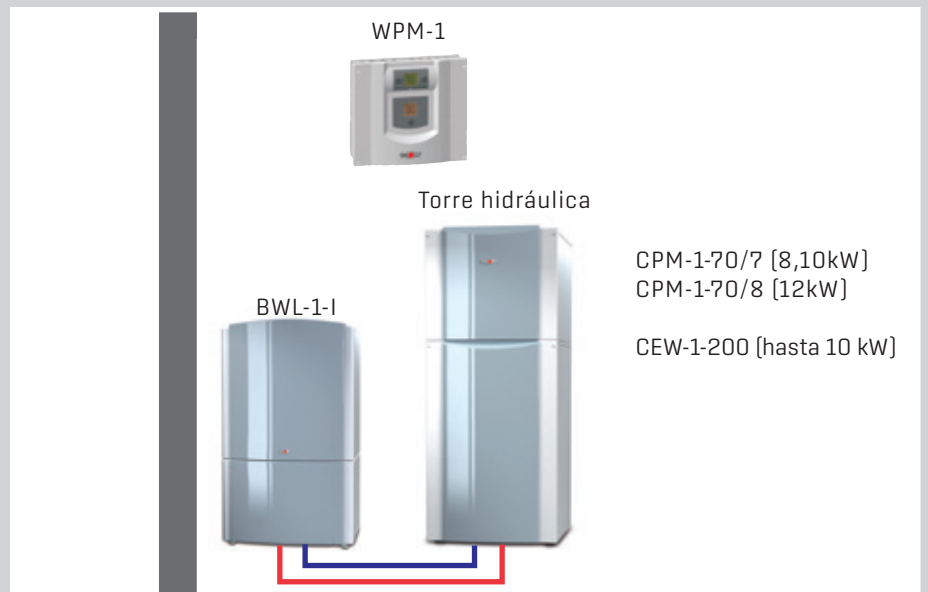 WPM-1
Torre hidráulica
CPM-1-70/7 (8,10kW)
CPM-1-70/8 (12kW)
BWL-1-I
CEW-1-200 (hasta 10 kW)